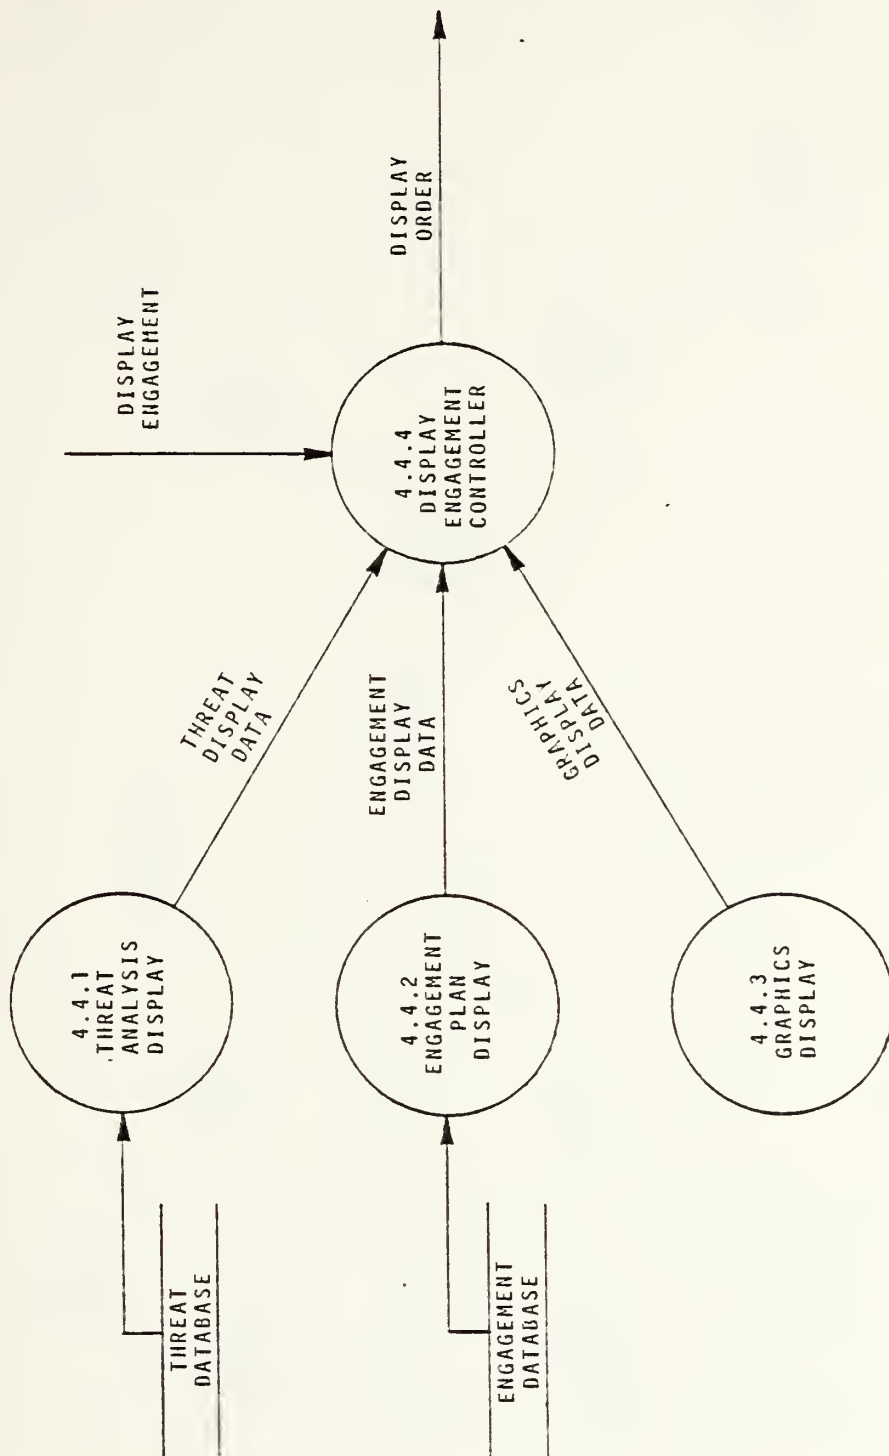 THREAT
DATABASE
4.4.1
THREAT
ANALYSIS
DISPLAY
THREAT
DISPLAY
DATA
ENGAGEMENT
DATABASE
4.4.2
ENGAGEMENT
PLAN
DISPLAY
ENGAGEMENT
DISPLAY
DATA
4.4.3
GRAPHICS
DISPLAY
GRAPHICS
DISPLAY
DATA
DISPLAY
ENGAGEMENT
4.4.4
DISPLAY
ENGAGEMENT
CONTROLLER
DISPLAY
ORDER